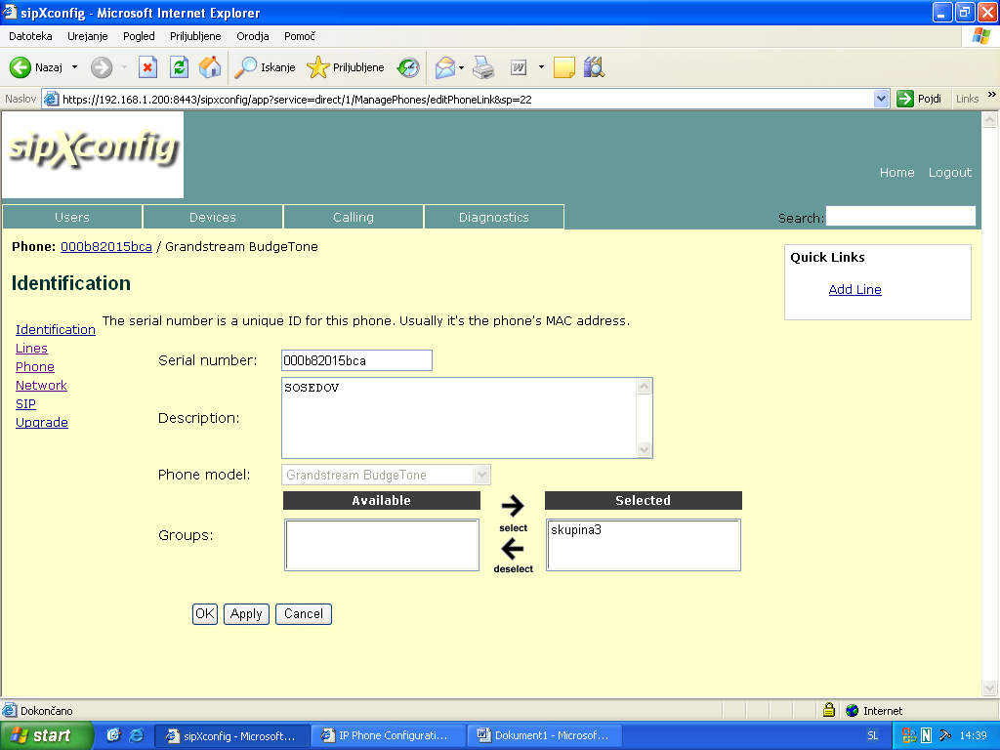 sipXconfig - Microsoft Internet Explorer
Datoteka Urejanje Pogled Priljubljene Orodja Pomoč
Nazaj Iskanje Priljubljene
Naslov https://192.168.1.200:8443/sipxconfig/app?service=direct/1/ManagePhones/editPhoneLink&sp=22 Pojdi Links »
sipXconfig
Home Logout
Users Devices Calling Diagnostics Search:
Phone: 000b82015bca / Grandstream BudgeTone
Quick Links
Add Line
Identification
Identification
Lines
Phone
Network
SIP
Upgrade
The serial number is a unique ID for this phone. Usually it's the phone's MAC address.
Serial number: 000b82015bca
Description: SOSEDOV
Phone model: Grandstream BudgeTone
Available Selected
select
Groups: skupina3
deselect
OK Apply Cancel
Dokončano Internet
start sipXconfig - Microsoft... IP Phone Configurati... Dokument1 - Microsof... SL N 14:39